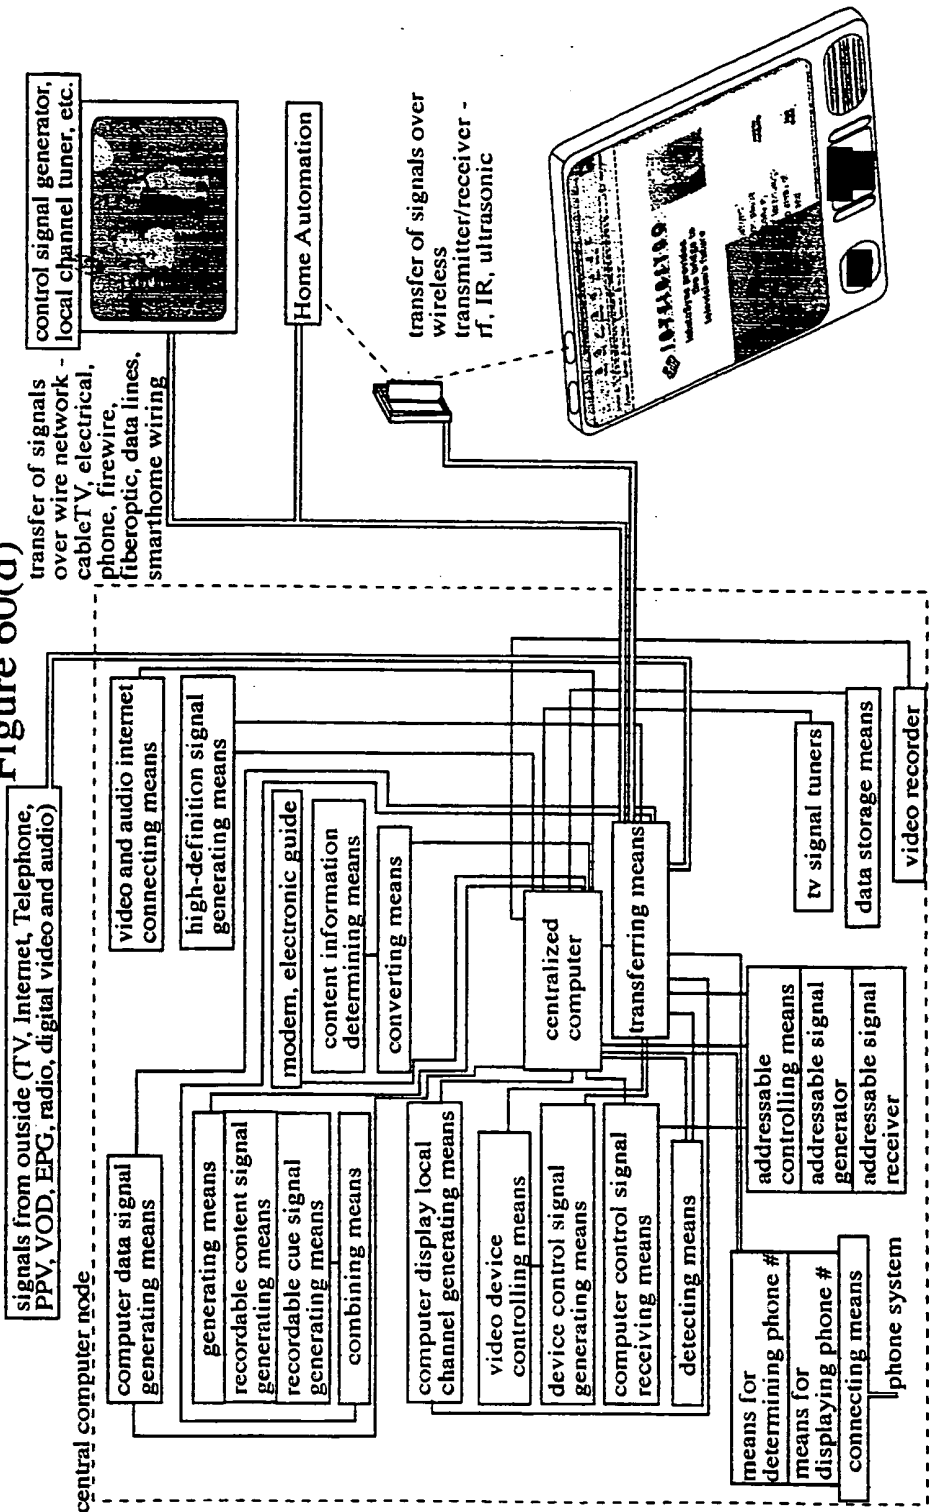 Figure 60(d)
signals from outside (TV, Internet, Telephone,
PPV, VOD, EPG, radio, digital video and audio)
central computer node
computer data signal
generating means
generating means
recordable content signal
generating means
recordable cue signal
generating means
combining means
computer display local
channel generating means
video device
controlling means
device control signal
generating means
computer control signal
receiving means
detecting means
means for
determining phone #
means for
displaying phone #
connecting means
phone system
video and audio internet
connecting means
high-definition signal
generating means
modem, electronic guide
content information
determining means
converting means
centralized
computer
transferring means
addressable
controlling means
addressable signal
generator
addressable signal
receiver
tv signal tuners
data storage means
video recorder
transfer of signals
over wire network -
cableTV, electrical,
phone, firewire,
fiberoptic, data lines,
smarthome wiring
control signal generator,
local channel tuner, etc.
Home Automation
transfer of signals over
wireless
transmitter/receiver -
rf, IR, ultrasonic
the bridge to
television's future